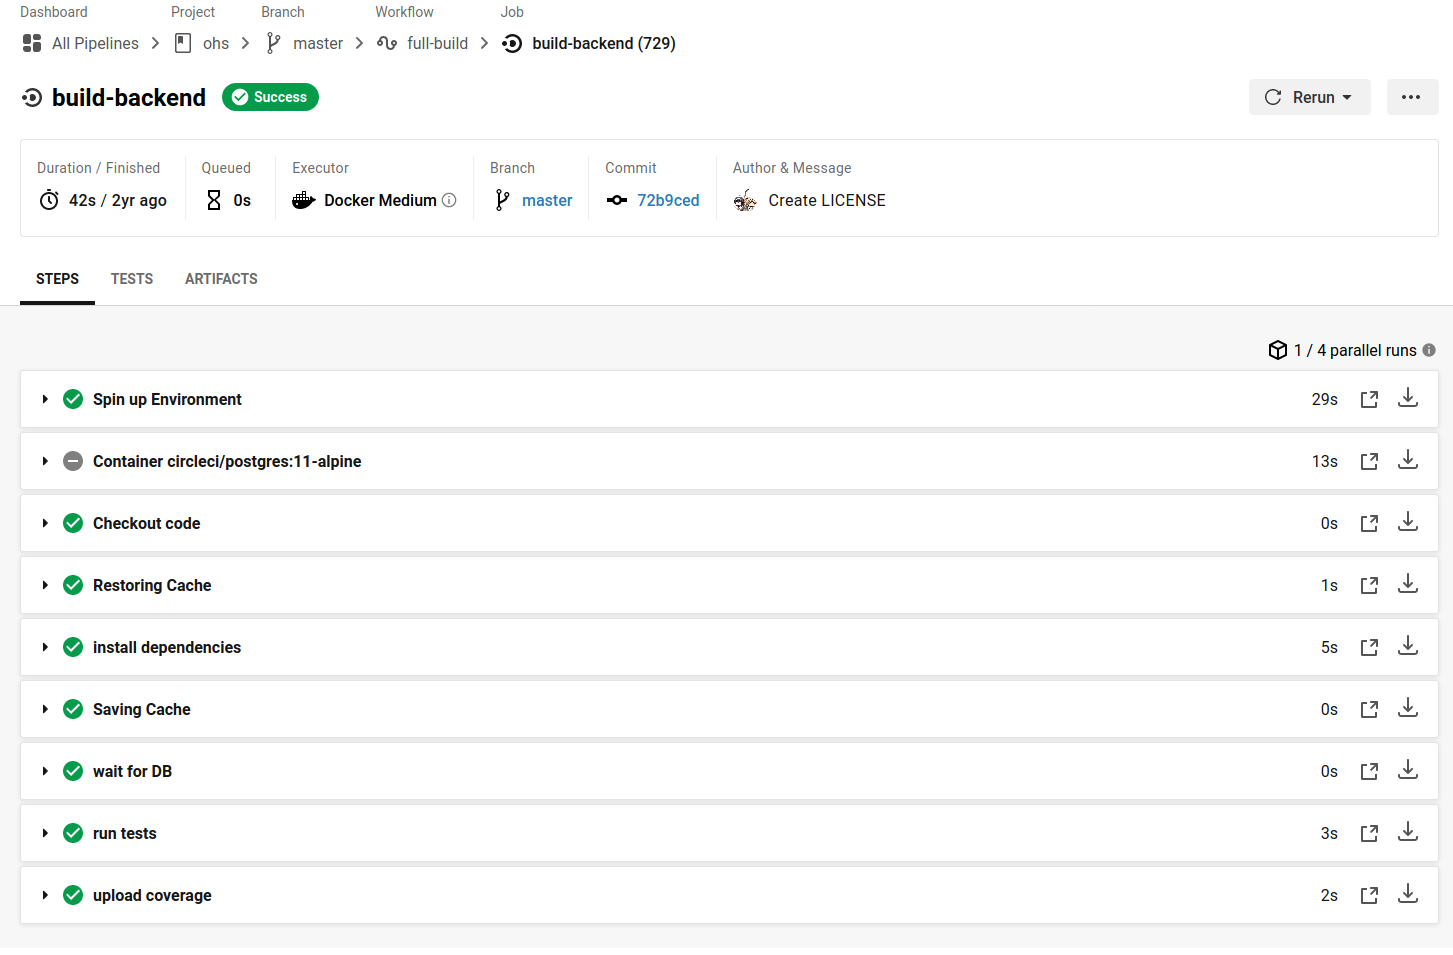 Dashboard Project Branch Workflow Job
All Pipelines ohs master full-build build-backend (729)
build-backend Success Rerun
Duration / Finished Queued Executor Branch Commit Author & Message
42s / 2yr ago 0s Docker Medium master 72b9ced Create LICENSE
STEPS TESTS ARTIFACTS
1 / 4 parallel runs
Spin up Environment 29s
Container circleci/postgres:11-alpine 13s
Checkout code 0s
Restoring Cache 1s
install dependencies 5s
Saving Cache 0s
wait for DB 0s
run tests 3s
upload coverage 2s